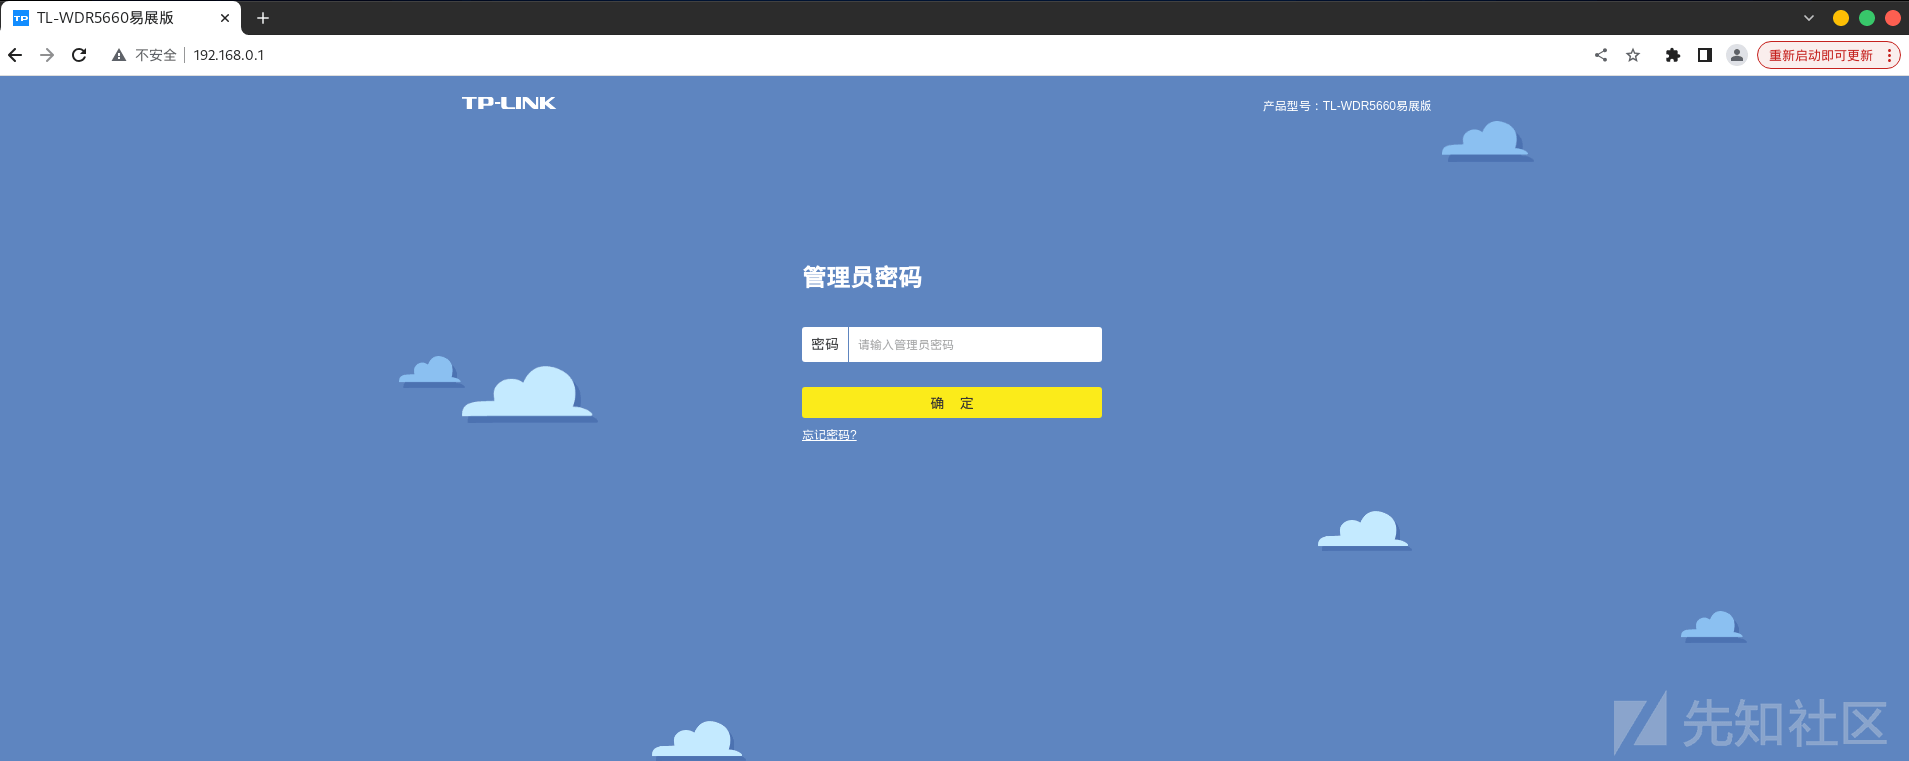 TP TL-WDR5660易展版
不安全 192.168.0.1 重新启动即可更新
TP-LINK 产品型号：TL-WDR5660易展版
管理员密码
密码 请输入管理员密码
确 定
忘记密码?
先知社区